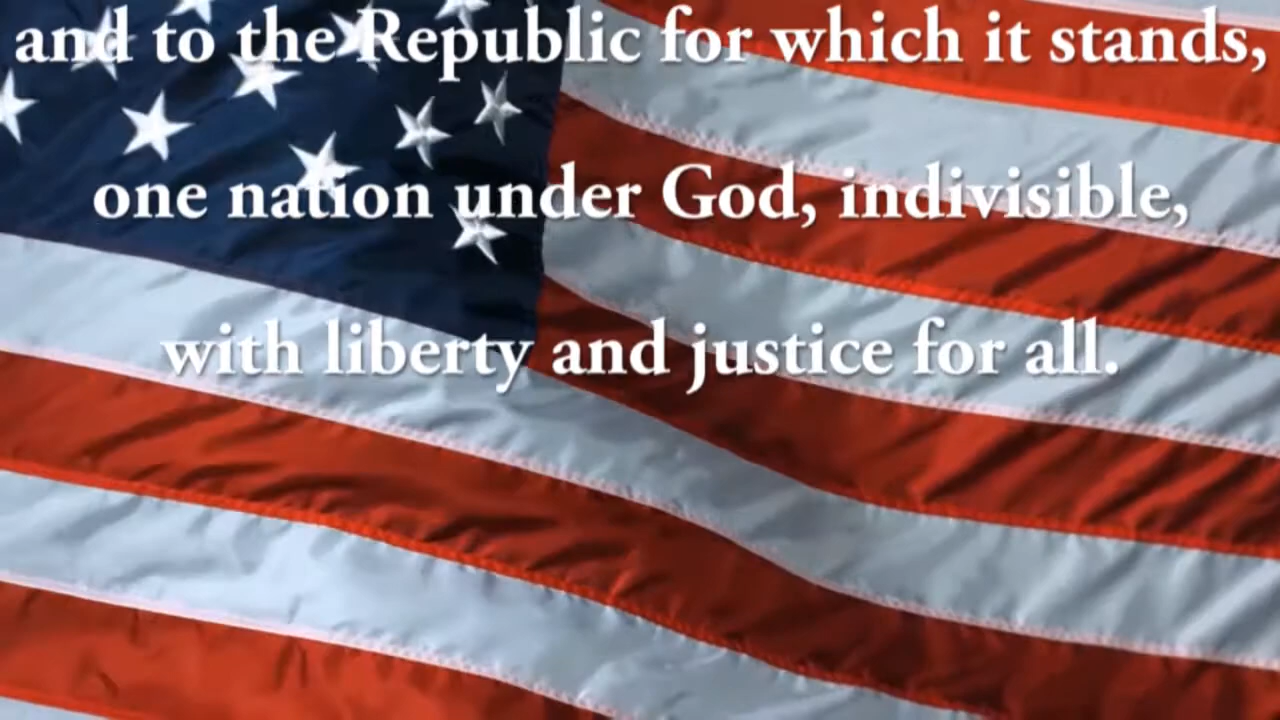 and to the Republic for which it stands,
one nation under God, indivisible,
with liberty and justice for all.